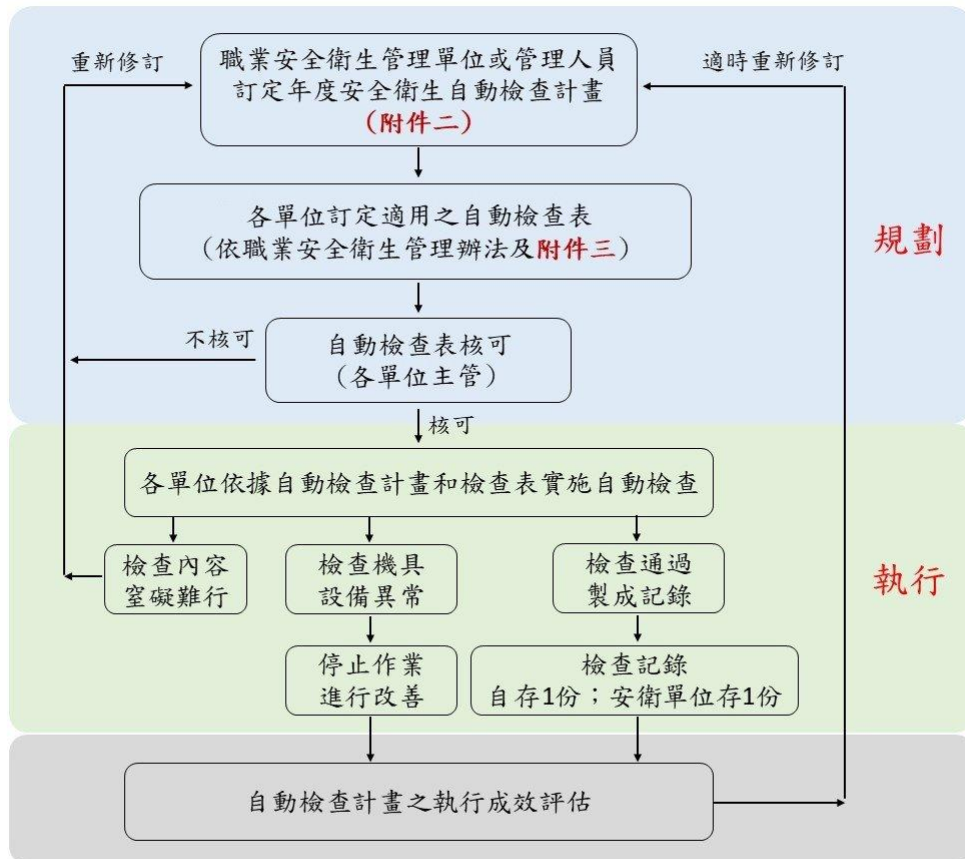 重新修訂
職業安全衛生管理單位或管理人員
訂定年度安全衛生自動檢查計畫
（附件二）
適時重新修訂
各單位訂定適用之自動檢查表
（依職業安全衛生管理辦法及附件三）
規劃
不核可
自動檢查表核可
（各單位主管）
核可
各單位依據自動檢查計畫和檢查表實施自動檢查
檢查內容
窒礙難行
檢查機具
設備異常
檢查通過
製成記錄
執行
停止作業
進行改善
檢查記錄
自存1份；安衛單位存1份
自動檢查計畫之執行成效評估